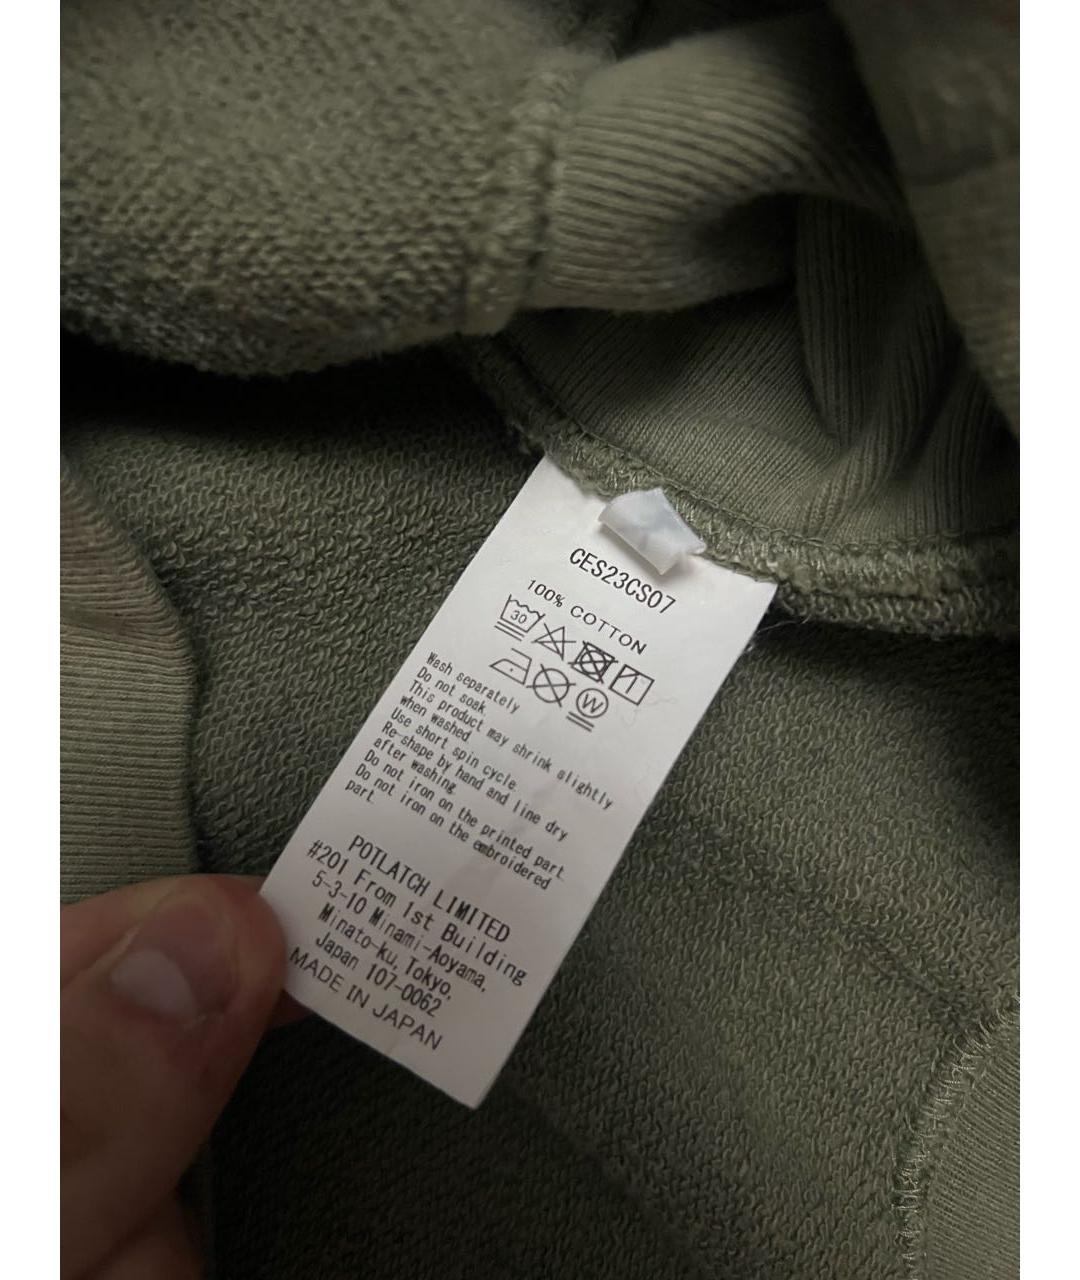 CES23CS07
100% COTTON
30
W
Wash separately
Do not soak.
This product may shrink slightly
when washed.
Use short spin cycle.
Re-shape by hand and line dry
after washing.
Do not iron on the printed part.
Do not iron on the embroidered
part.
POTLATCH LIMITED
#201 From 1st Building
5-3-10 Minami-Aoyama,
Minato-ku, Tokyo,
Japan 107-0062
MADE IN JAPAN